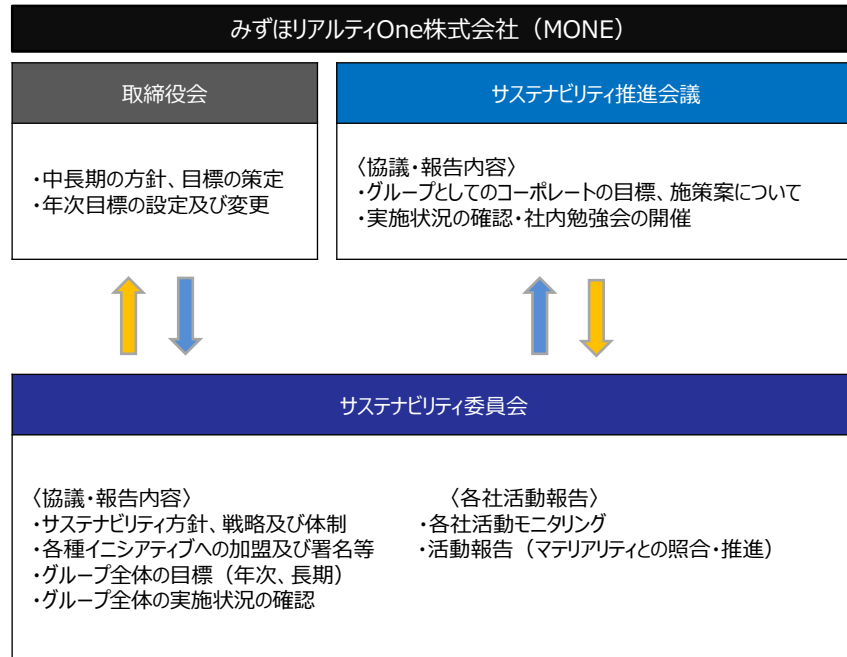 みずほリアルティOne株式会社（MONE）
取締役会
・中長期の方針、目標の策定
・年次目標の設定及び変更
サステナビリティ推進会議
〈協議・報告内容〉
・グループとしてのコーポレートの目標、施策案について
・実施状況の確認・社内勉強会の開催
サステナビリティ委員会
〈協議・報告内容〉
・サステナビリティ方針、戦略及び体制
・各種イニシアティブへの加盟及び署名等
・グループ全体の目標（年次、長期）
・グループ全体の実施状況の確認
〈各社活動報告〉
・各社活動モニタリング
・活動報告（マテリアリティとの照合・推進）